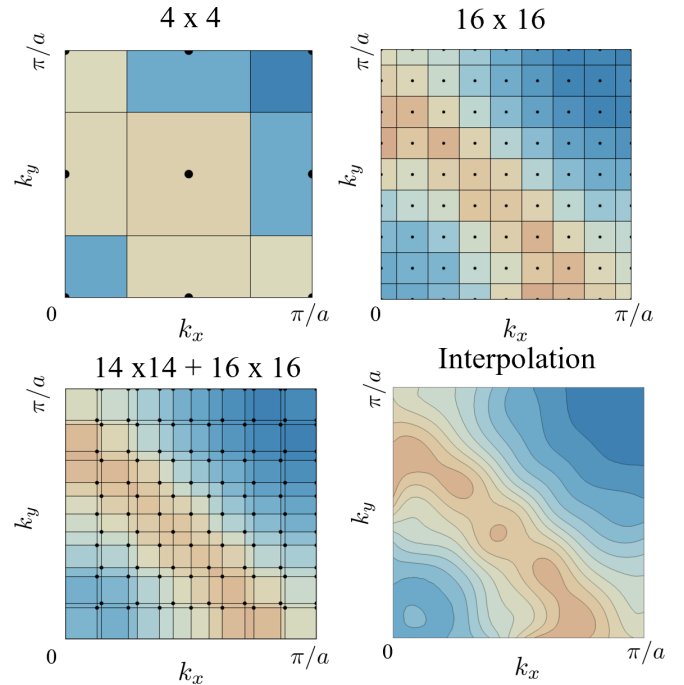 4 x 4
π/a
k_y
0
k_x
π/a
16 x 16
π/a
k_y
0
k_x
π/a
14 x14 + 16 x 16
π/a
k_y
0
k_x
π/a
Interpolation
π/a
k_y
0
k_x
π/a